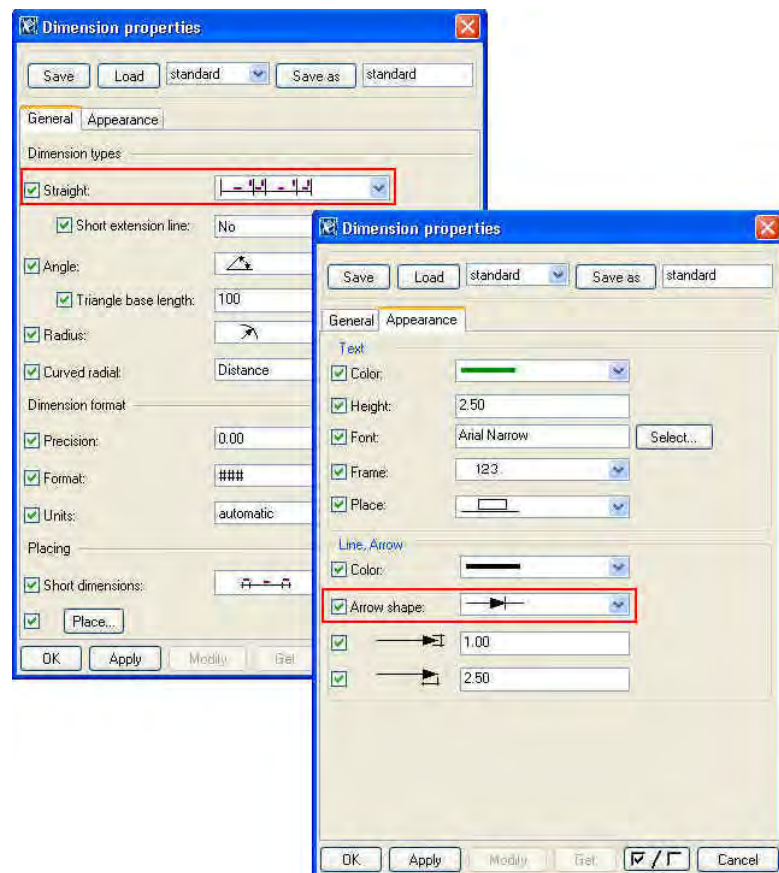 Dimension properties
Save Load standard Save as standard
General Appearance
Dimension types
Straight:
Short extension line: No
Angle:
Triangle base length: 100
Radius:
Curved radial: Distance
Dimension format
Precision: 0.00
Format: ###
Units: automatic
Placing
Short dimensions:
Place...
OK Apply Modify Get
Dimension properties
Save Load standard Save as standard
General Appearance
Text
Color:
Height: 2.50
Font: Arial Narrow Select...
Frame: 123
Place:
Line, Arrow
Color:
Arrow shape:
1.00
2.50
OK Apply Modify Get Cancel